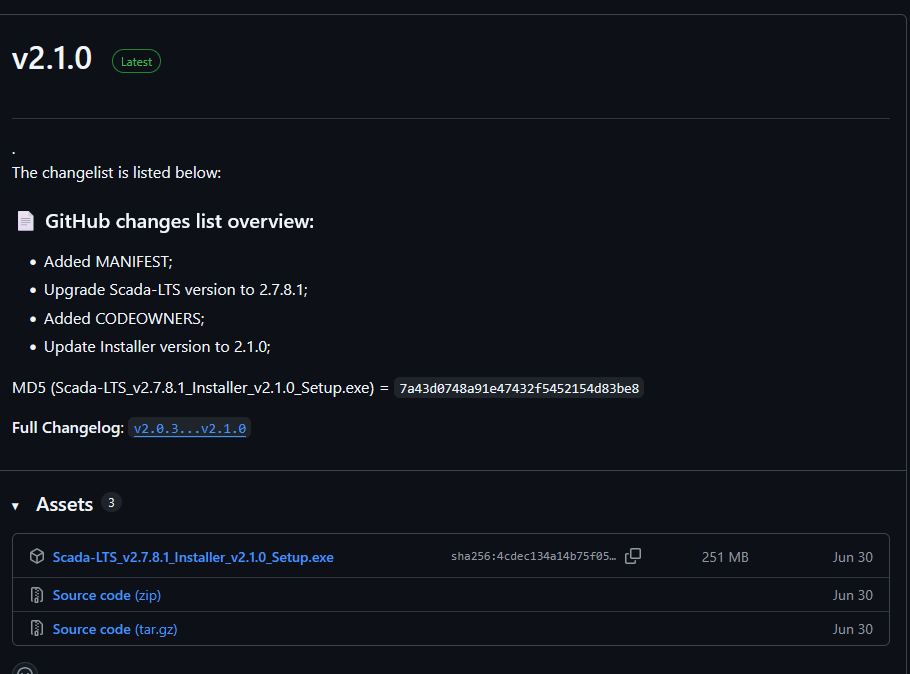 v2.1.0 Latest
.
The changelist is listed below:
GitHub changes list overview:
Added MANIFEST;
Upgrade Scada-LTS version to 2.7.8.1;
Added CODEOWNERS;
Update Installer version to 2.1.0;
MD5 (Scada-LTS_v2.7.8.1_Installer_v2.1.0_Setup.exe) = 7a43d0748a91e47432f5452154d83be8
Full Changelog: v2.0.3...v2.1.0
Assets 3
Scada-LTS_v2.7.8.1_Installer_v2.1.0_Setup.exe sha256:4cdec134a14b75f05… 251 MB Jun 30
Source code (zip) Jun 30
Source code (tar.gz) Jun 30